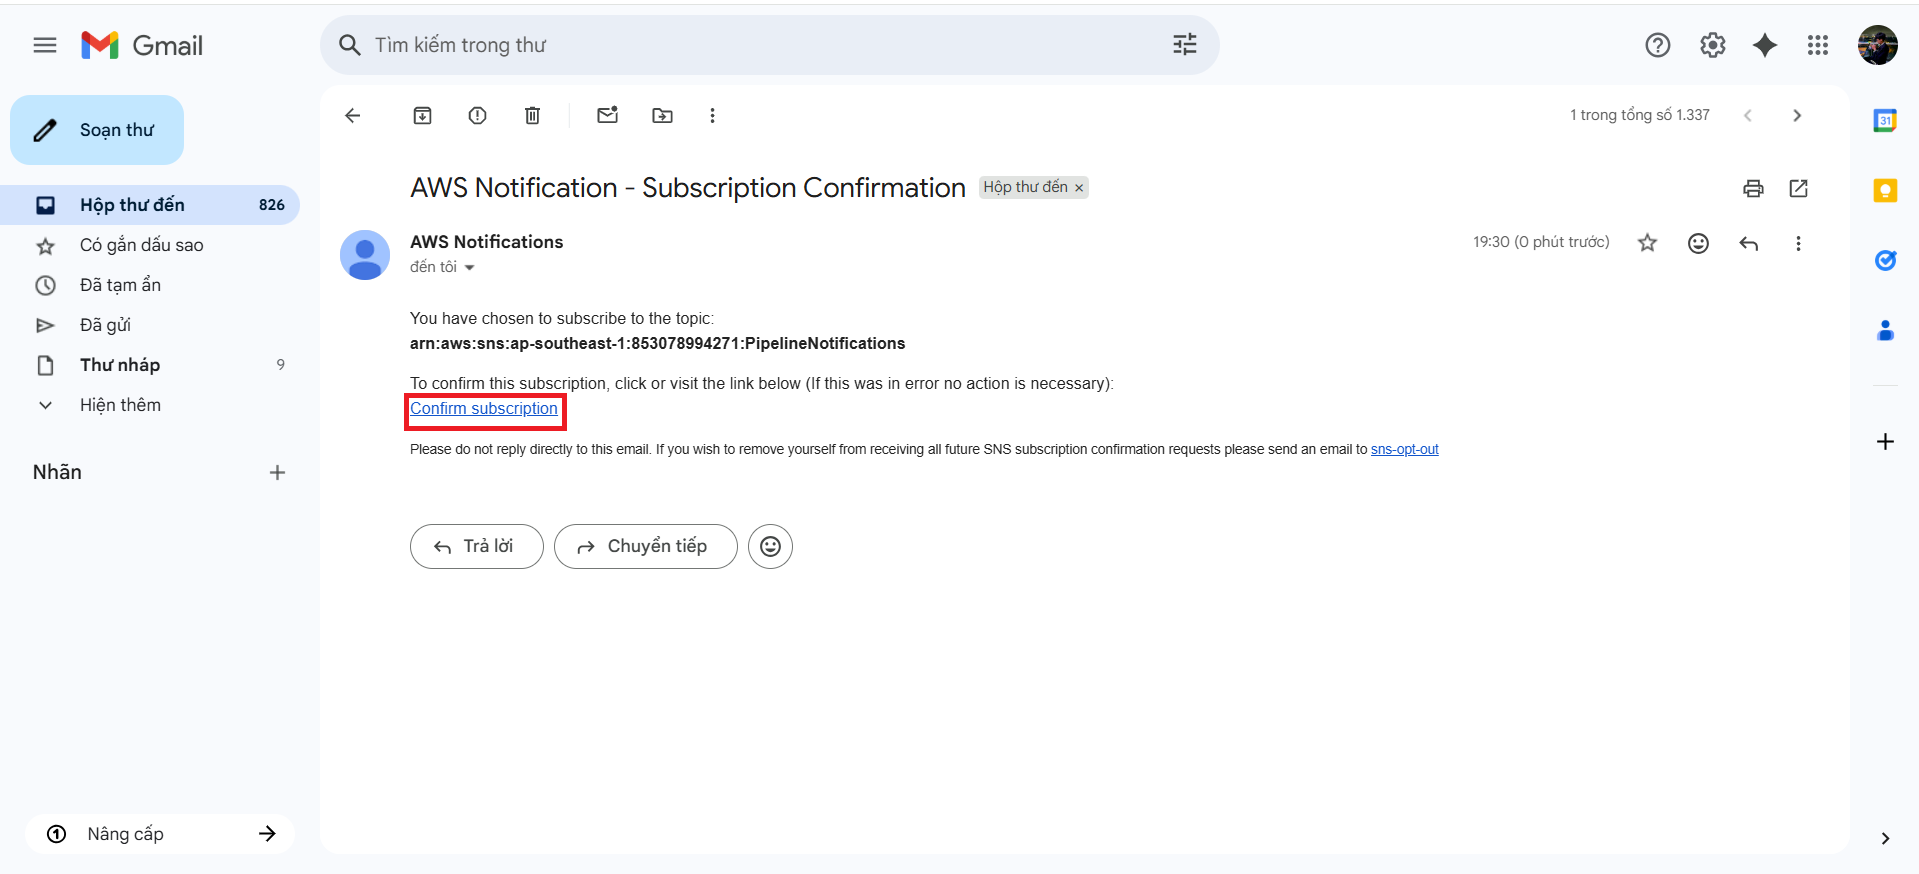 Gmail
Tìm kiếm trong thư
Soạn thư
Hộp thư đến 826
Có gắn dấu sao
Đã tạm ẩn
Đã gửi
Thư nháp 9
Hiện thêm
Nhãn
Nâng cấp
1 trong tổng số 1.337
AWS Notification - Subscription Confirmation Hộp thư đến ×
AWS Notifications 19:30 (0 phút trước)
đến tôi
You have chosen to subscribe to the topic:
arn:aws:sns:ap-southeast-1:853078994271:PipelineNotifications
To confirm this subscription, click or visit the link below (If this was in error no action is necessary):
Confirm subscription
Please do not reply directly to this email. If you wish to remove yourself from receiving all future SNS subscription confirmation requests please send an email to sns-opt-out
Trả lời
Chuyển tiếp
31